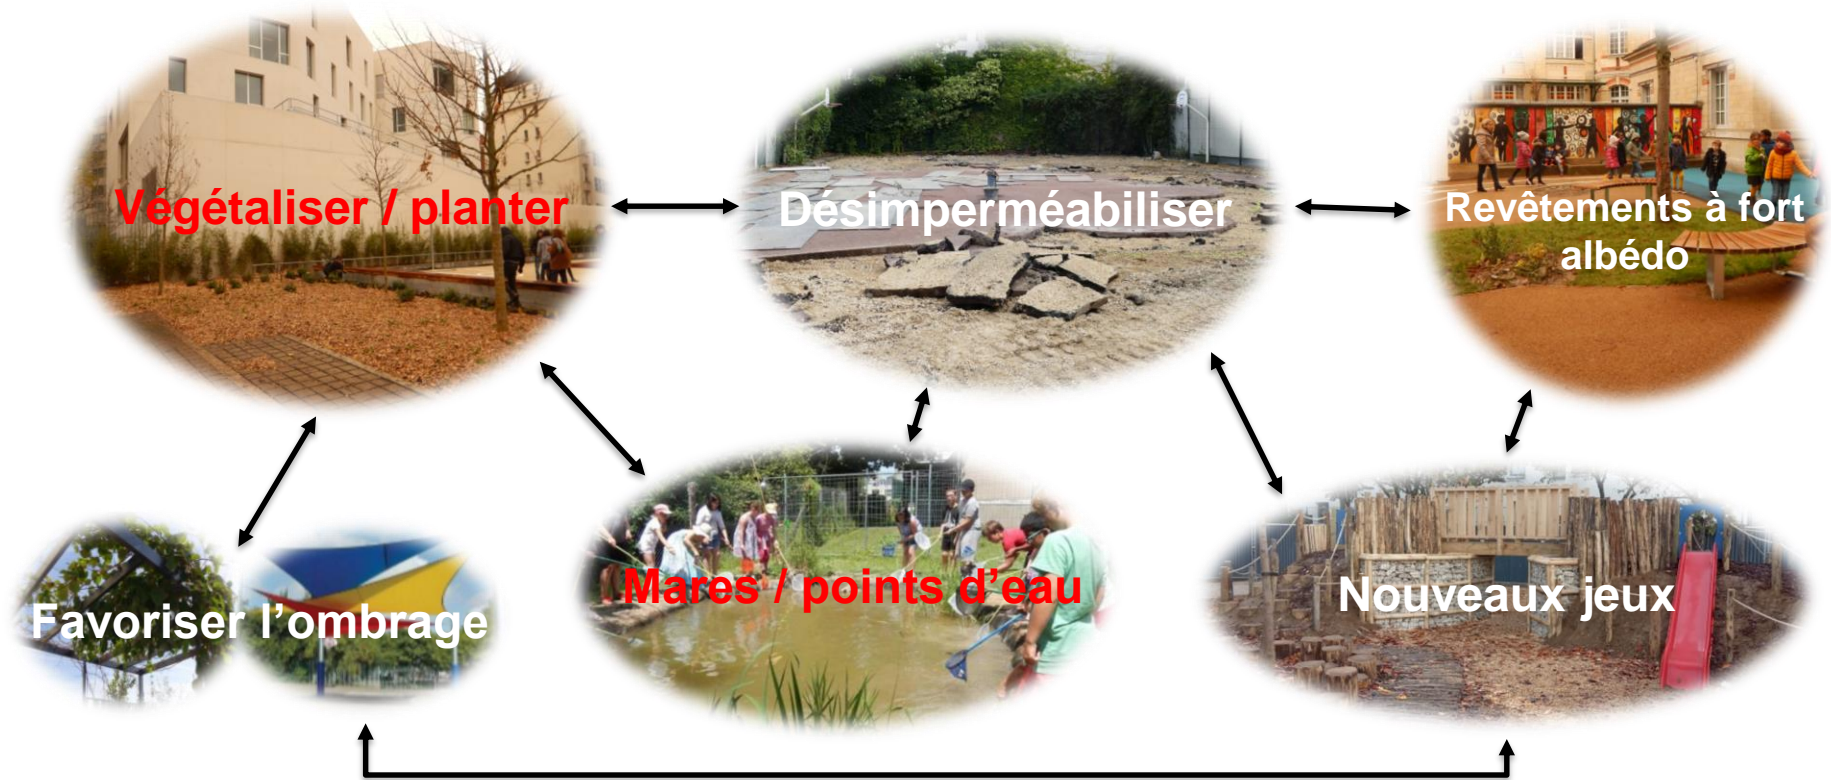 Végétaliser / planter
Désimperméabiliser
Revêtements à fort
albédo
Favoriser l’ombrage
Mares / points d’eau
Nouveaux jeux